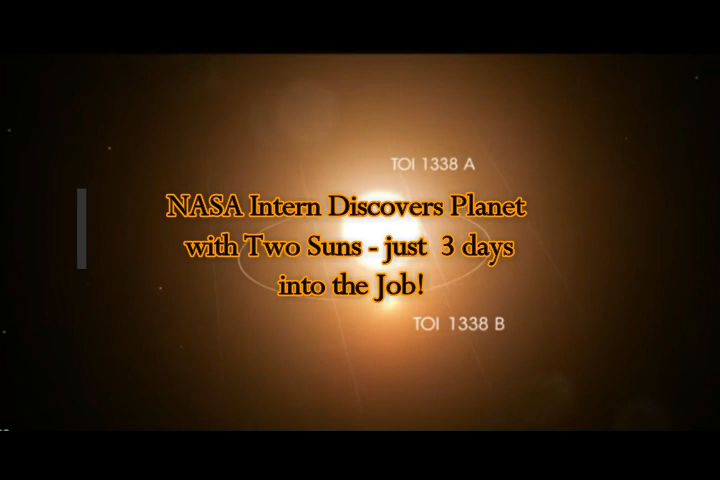 TOI 1338 A
NASA Intern Discovers Planet
with Two Suns - just 3 days
into the Job!
TOI 1338 B